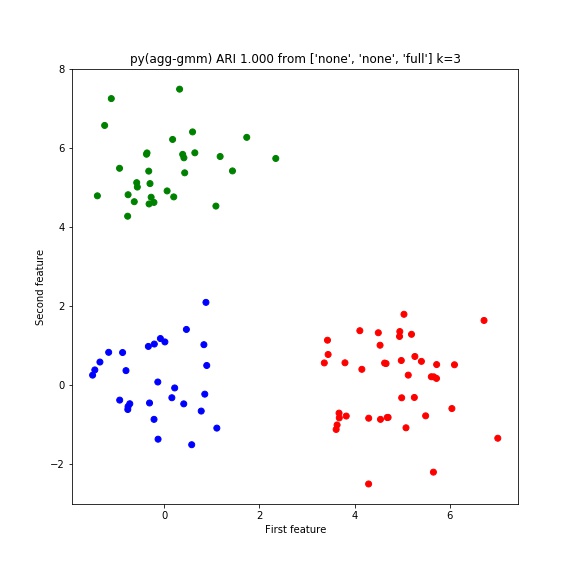 py(agg-gmm) ARI 1.000 from ['none', 'none', 'full'] k=3
8
6
4
2
0
−2
Second feature
0 2 4 6
First feature